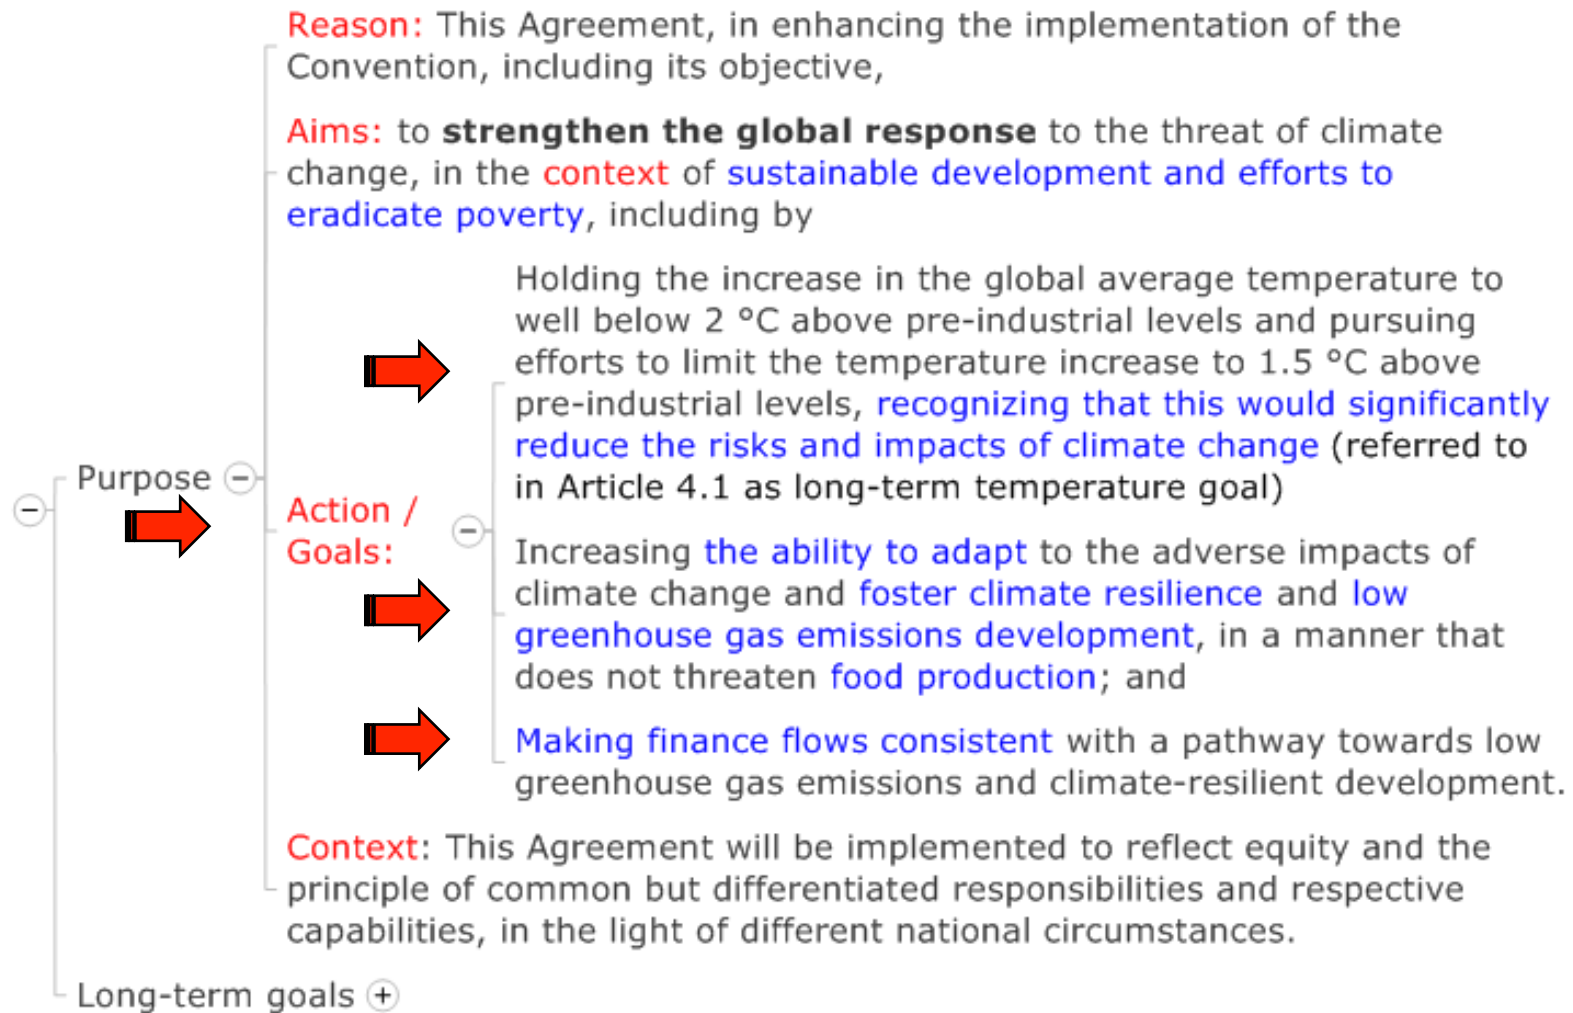 Reason: This Agreement, in enhancing the implementation of the
Convention, including its objective,
Aims: to strengthen the global response to the threat of climate
change, in the context of sustainable development and efforts to
eradicate poverty, including by
Purpose
Action /
Goals:
Holding the increase in the global average temperature to
well below 2 °C above pre-industrial levels and pursuing
efforts to limit the temperature increase to 1.5 °C above
pre-industrial levels, recognizing that this would significantly
reduce the risks and impacts of climate change (referred to
in Article 4.1 as long-term temperature goal)
Increasing the ability to adapt to the adverse impacts of
climate change and foster climate resilience and low
greenhouse gas emissions development, in a manner that
does not threaten food production; and
Making finance flows consistent with a pathway towards low
greenhouse gas emissions and climate-resilient development.
Context: This Agreement will be implemented to reflect equity and the
principle of common but differentiated responsibilities and respective
capabilities, in the light of different national circumstances.
Long-term goals